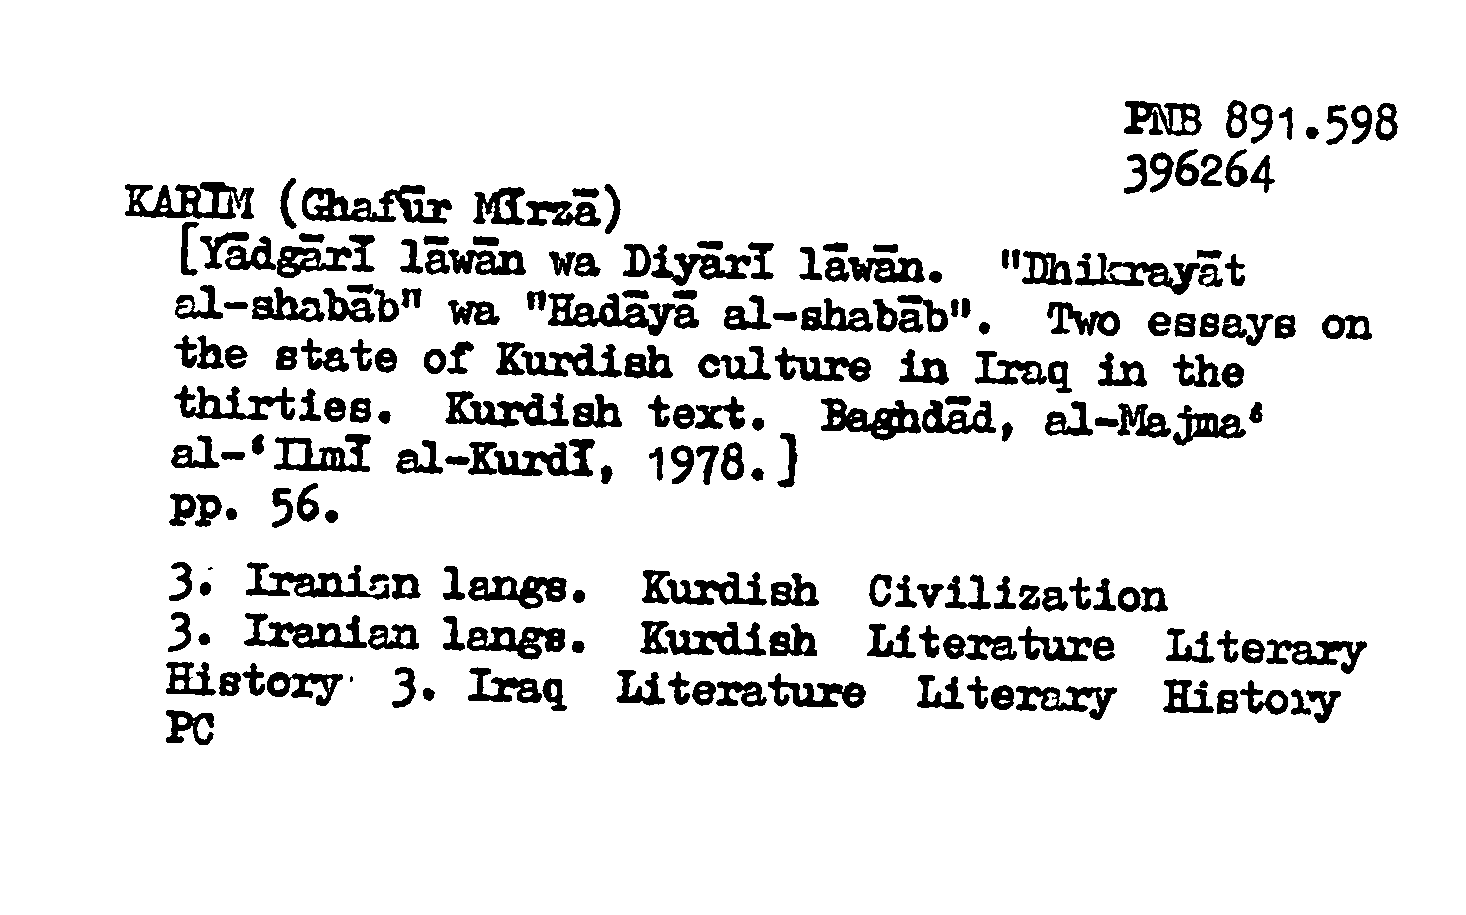 PNB 891.598
396264
KARĪM (Ghafūr Mīrzā)
[Yādgārī lāwān wa Diyārī lāwān. "Dhikrayāt
al-shabāb" wa "Hadāyā al-shabāb". Two essays on
the state of Kurdish culture in Iraq in the
thirties. Kurdish text. Baghdād, al-Majma‘
al-‘Ilmī al-Kurdī, 1978.]
pp. 56.
3. Iranian langs. Kurdish Civilization
3. Iranian langs. Kurdish Literature Literary
History 3. Iraq Literature Literary History
PC